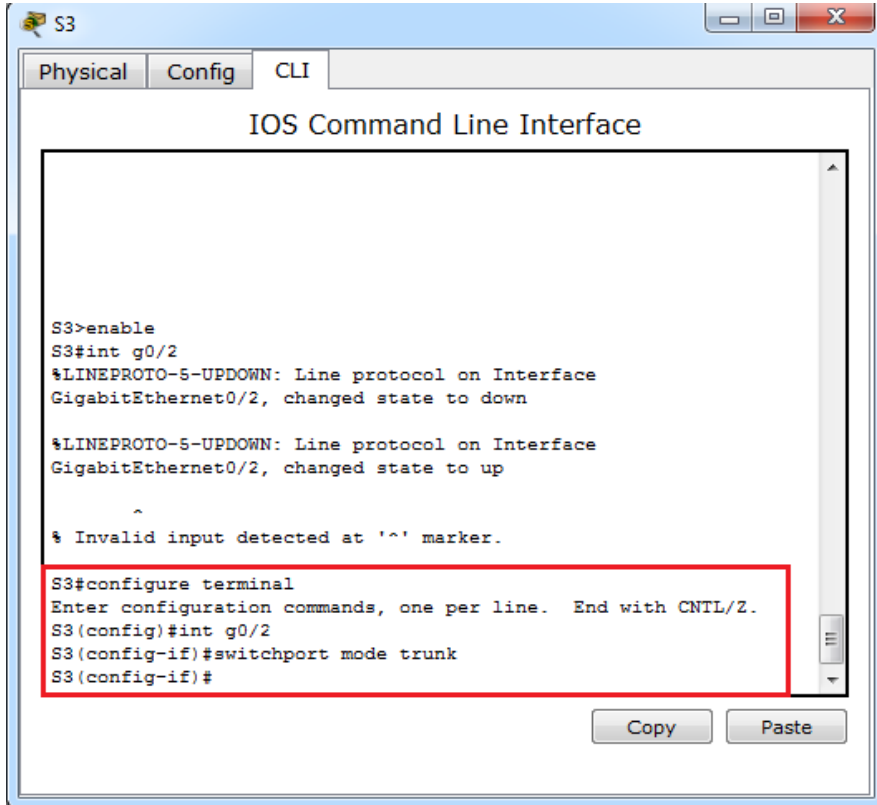 S3
Physical Config CLI
IOS Command Line Interface
S3>enable
S3#int g0/2
%LINEPROTO-5-UPDOWN: Line protocol on Interface
GigabitEthernet0/2, changed state to down
%LINEPROTO-5-UPDOWN: Line protocol on Interface
GigabitEthernet0/2, changed state to up
^
% Invalid input detected at '^' marker.
S3#configure terminal
Enter configuration commands, one per line.  End with CNTL/Z.
S3(config)#int g0/2
S3(config-if)#switchport mode trunk
S3(config-if)#
Copy Paste